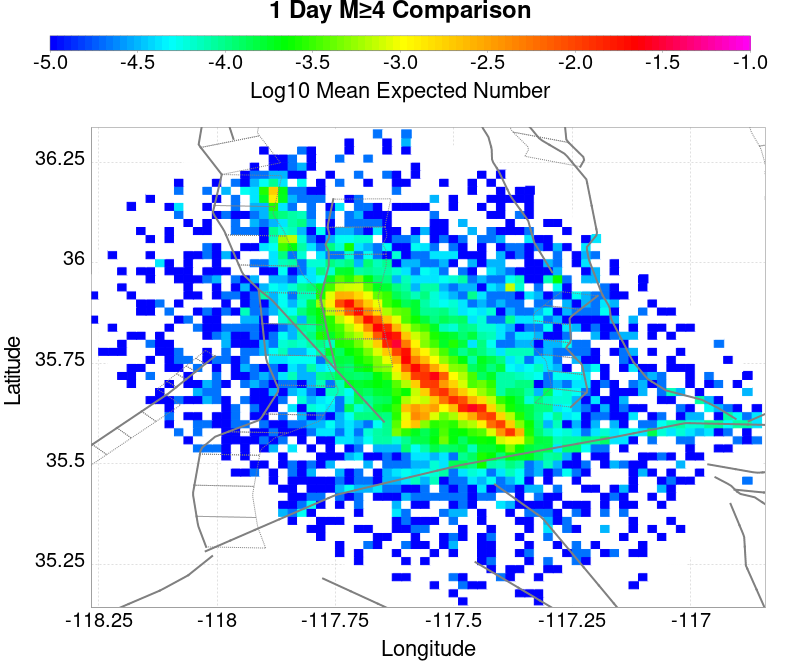 1 Day M≥4 Comparison
-5.0 -4.5 -4.0 -3.5 -3.0 -2.5 -2.0 -1.5 -1.0
Log10 Mean Expected Number
36.25
36
35.75
35.5
35.25
Latitude
-118.25 -118 -117.75 -117.5 -117.25 -117
Longitude